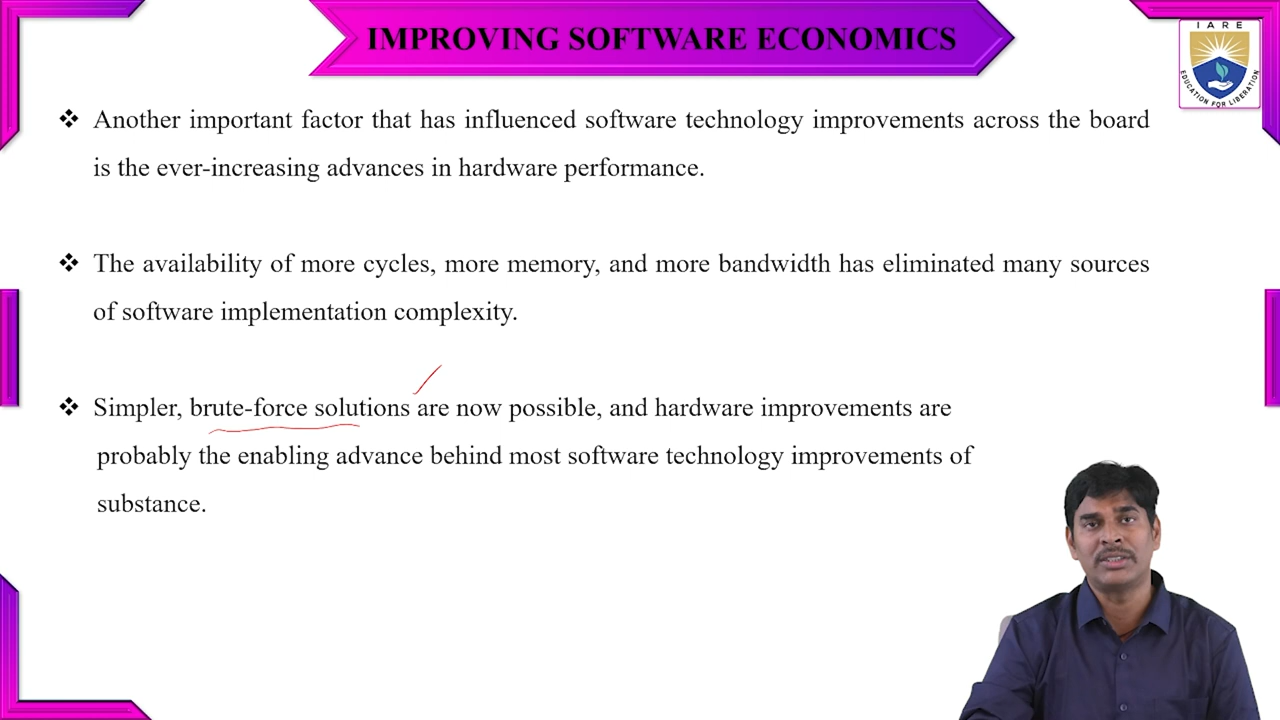 IMPROVING SOFTWARE ECONOMICS
IARE
EDUCATION FOR LIBERATION
❖ Another important factor that has influenced software technology improvements across the board
is the ever-increasing advances in hardware performance.
❖ The availability of more cycles, more memory, and more bandwidth has eliminated many sources
of software implementation complexity.
❖ Simpler, brute-force solutions are now possible, and hardware improvements are
probably the enabling advance behind most software technology improvements of
substance.